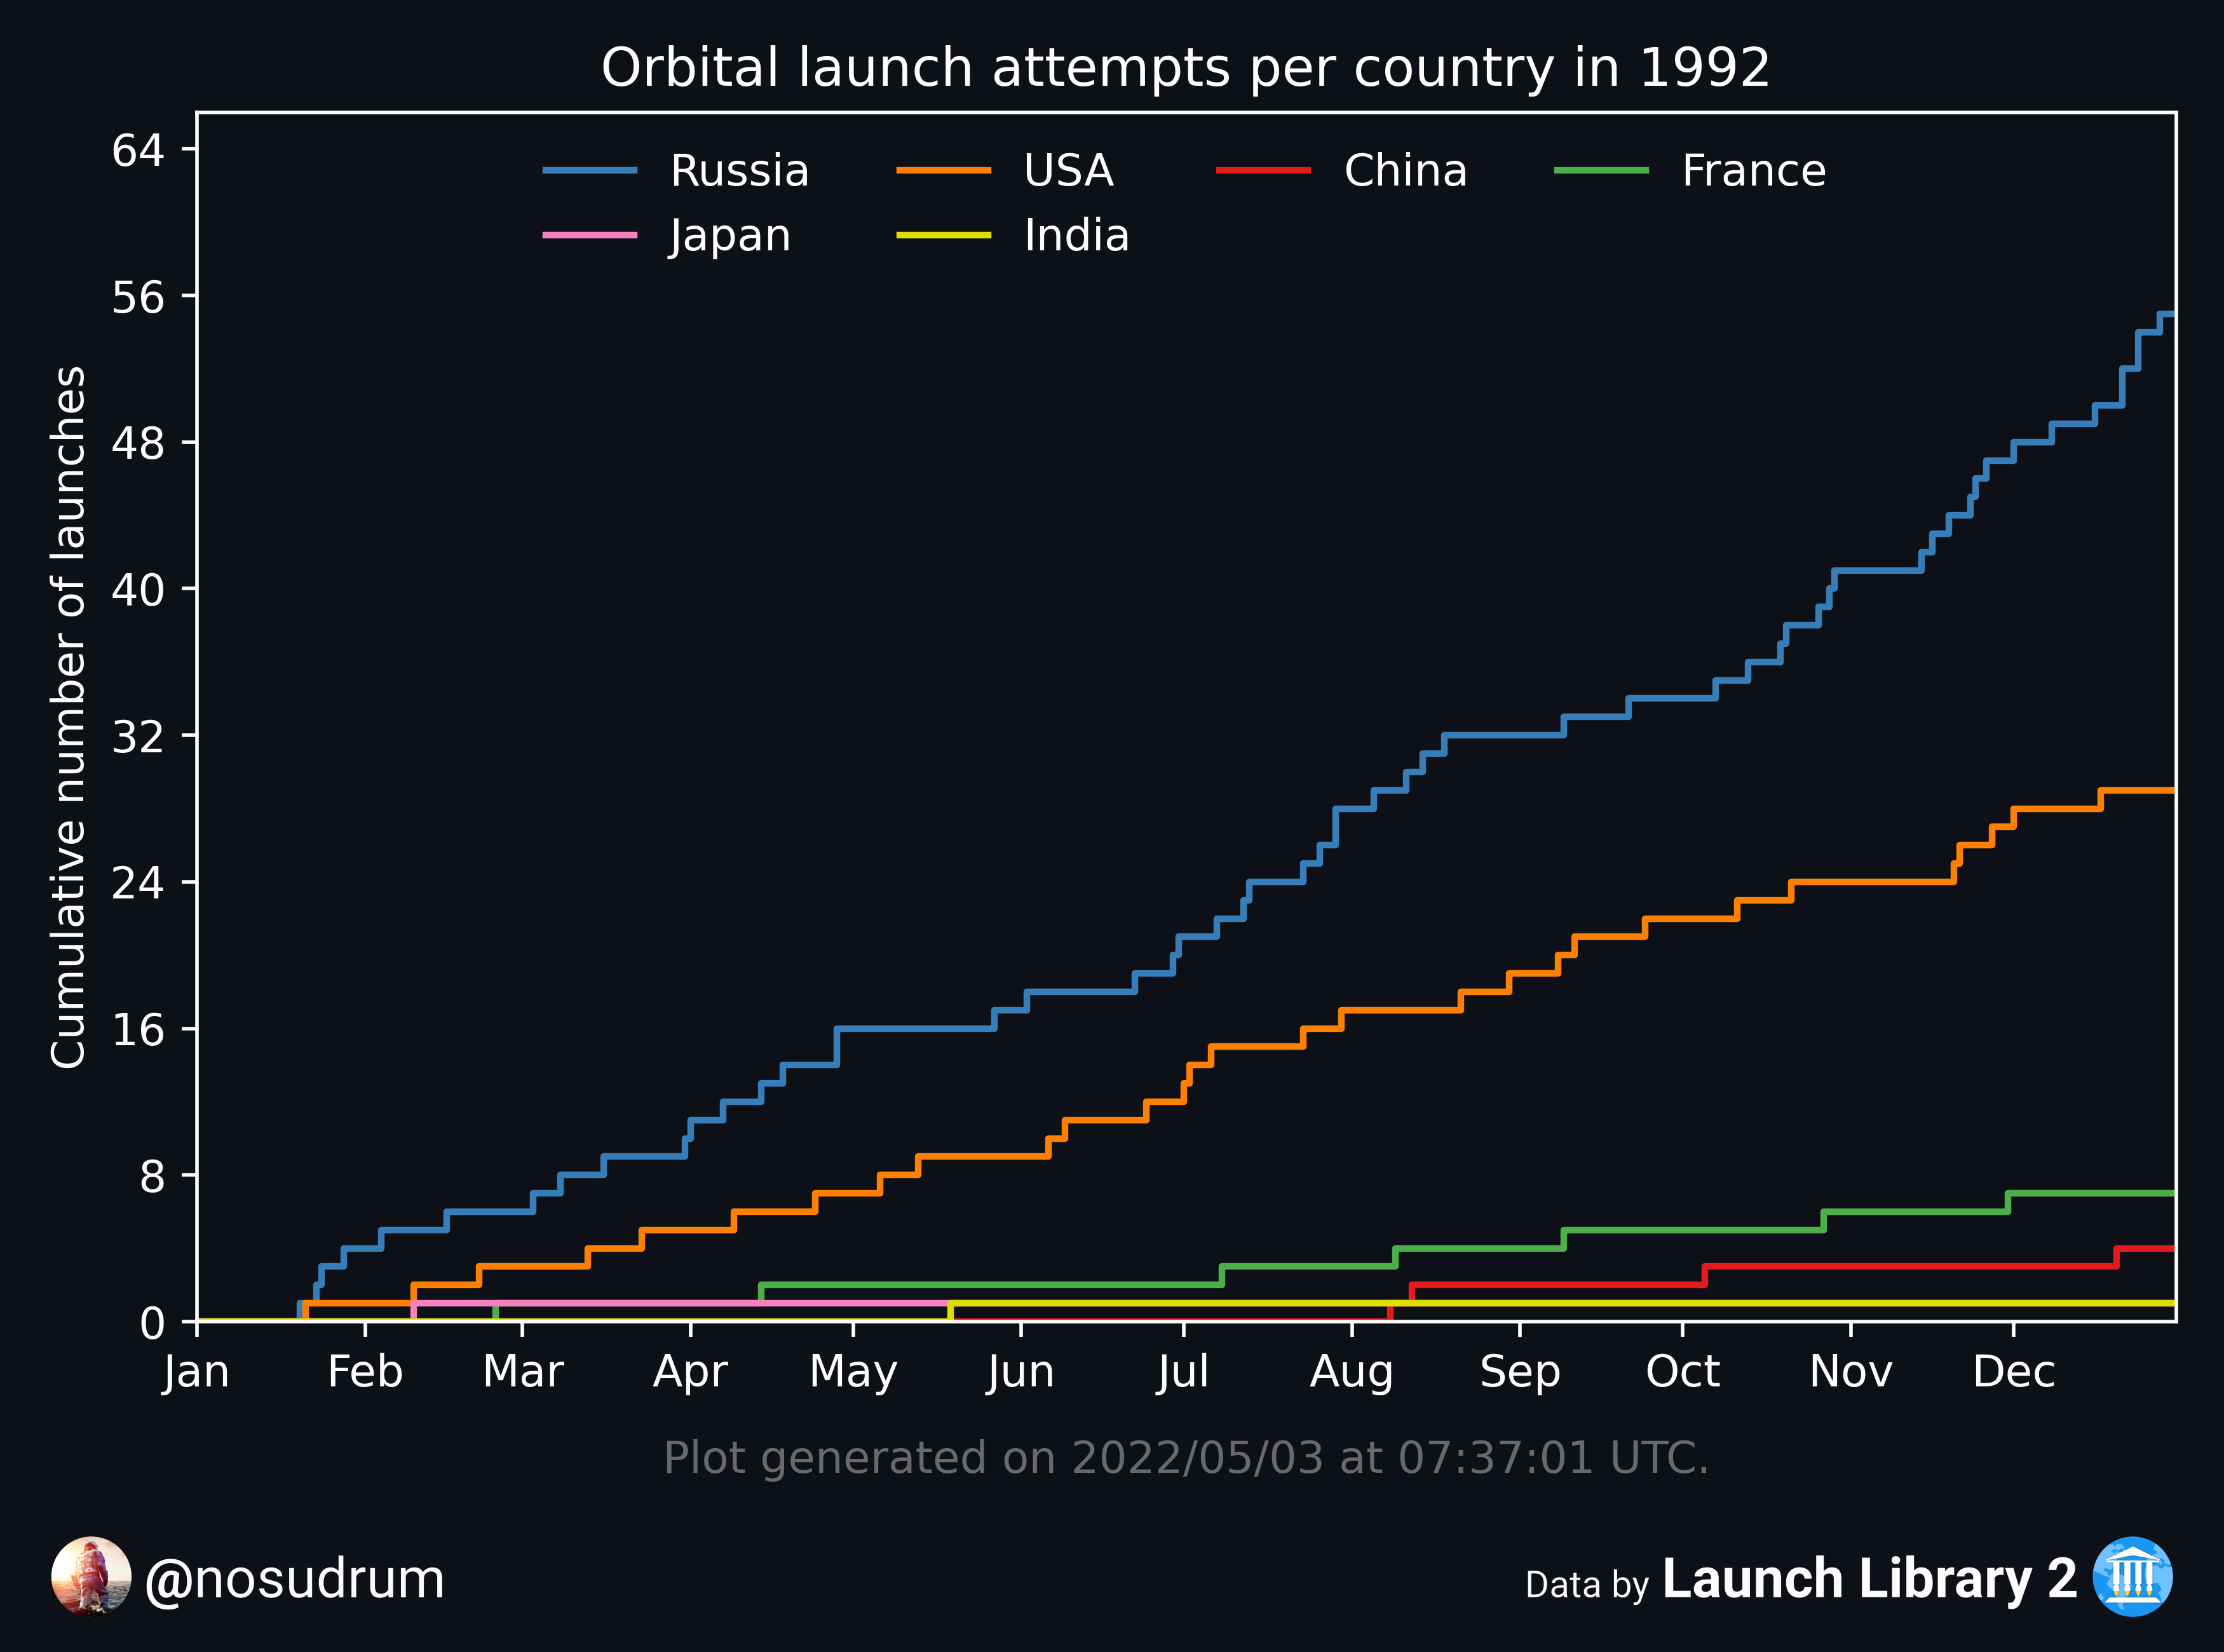 Orbital launch attempts per country in 1992
64
56
48
40
32
24
16
8
0
Cumulative number of launches
Russia USA China France
Japan India
Jan Feb Mar Apr May Jun Jul Aug Sep Oct Nov Dec
Plot generated on 2022/05/03 at 07:37:01 UTC.
@nosudrum
Data by Launch Library 2